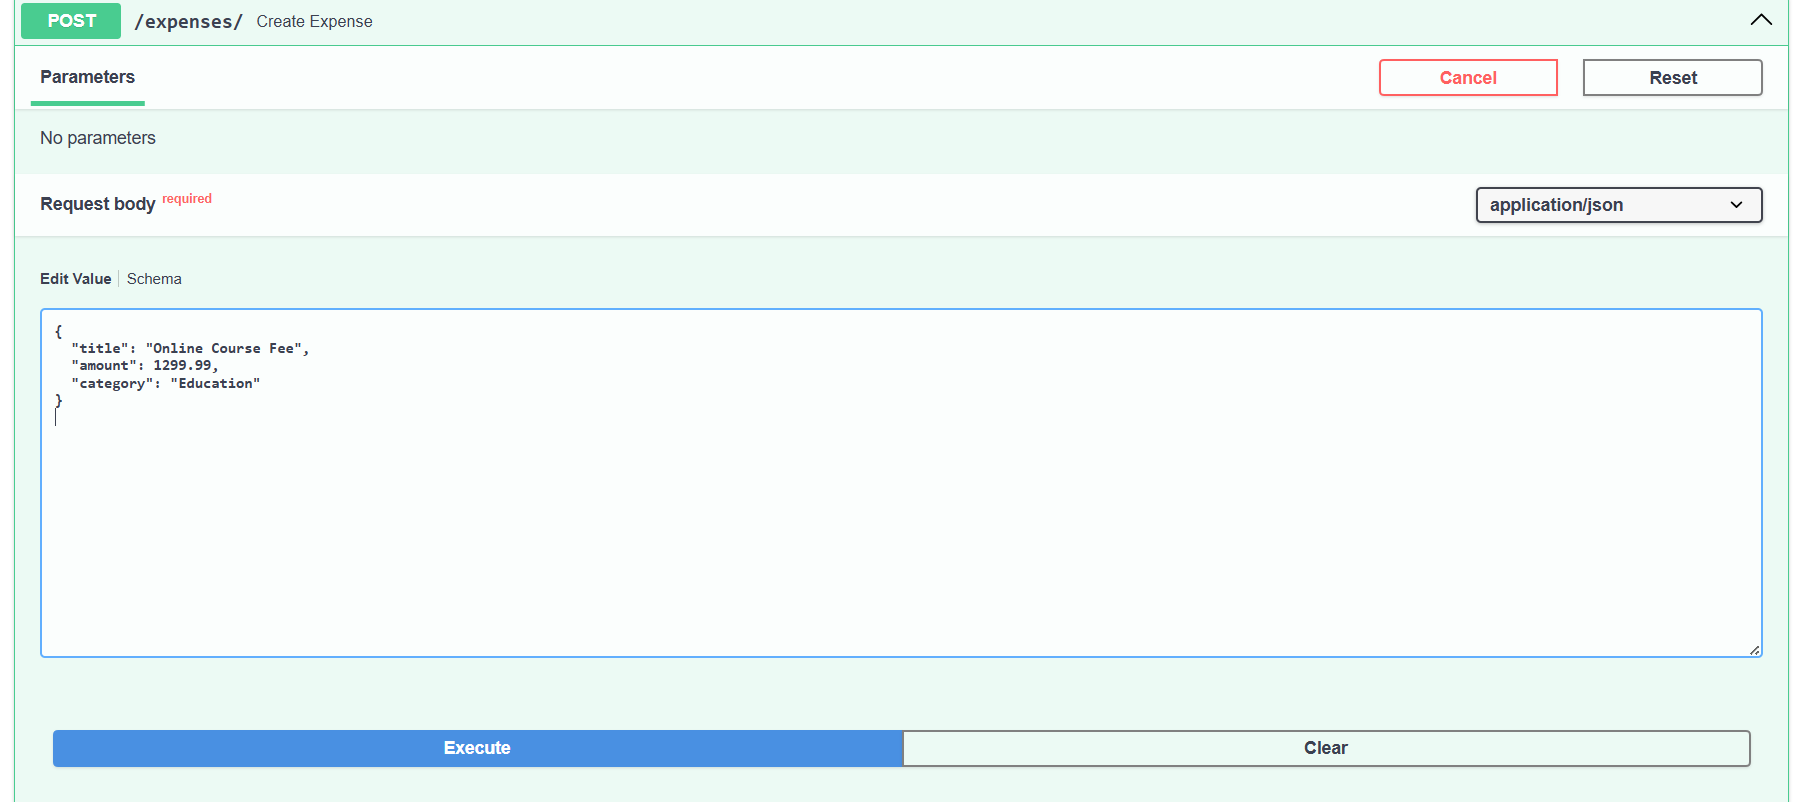 POST /expenses/ Create Expense
Parameters Cancel Reset
No parameters
Request body required application/json
Edit Value Schema
{
  "title": "Online Course Fee",
  "amount": 1299.99,
  "category": "Education"
}
Execute Clear